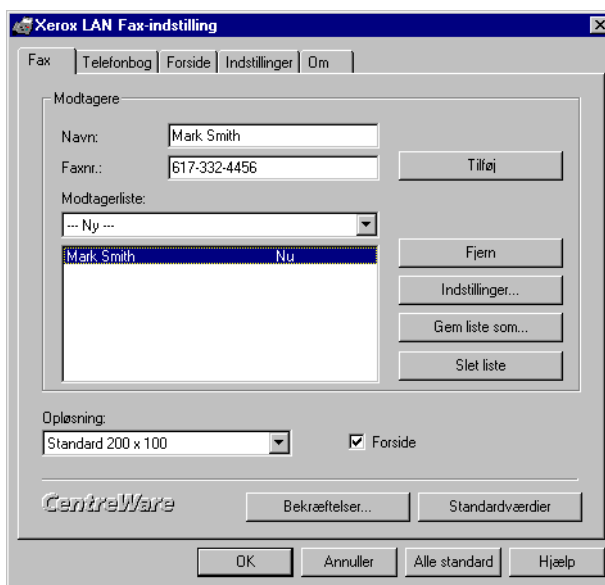 Xerox LAN Fax-indstilling
Fax Telefonbog Forside Indstillinger Om
Modtagere
Navn: Mark Smith
Faxnr.: 617-332-4456 Tilføj
Modtagerliste:
--- Ny ---
Mark Smith Nu Fjern
Indstillinger...
Gem liste som...
Slet liste
Opløsning:
Standard 200 x 100 Forside
CentreWare Bekræftelser... Standardværdier
OK Annuller Alle standard Hjælp